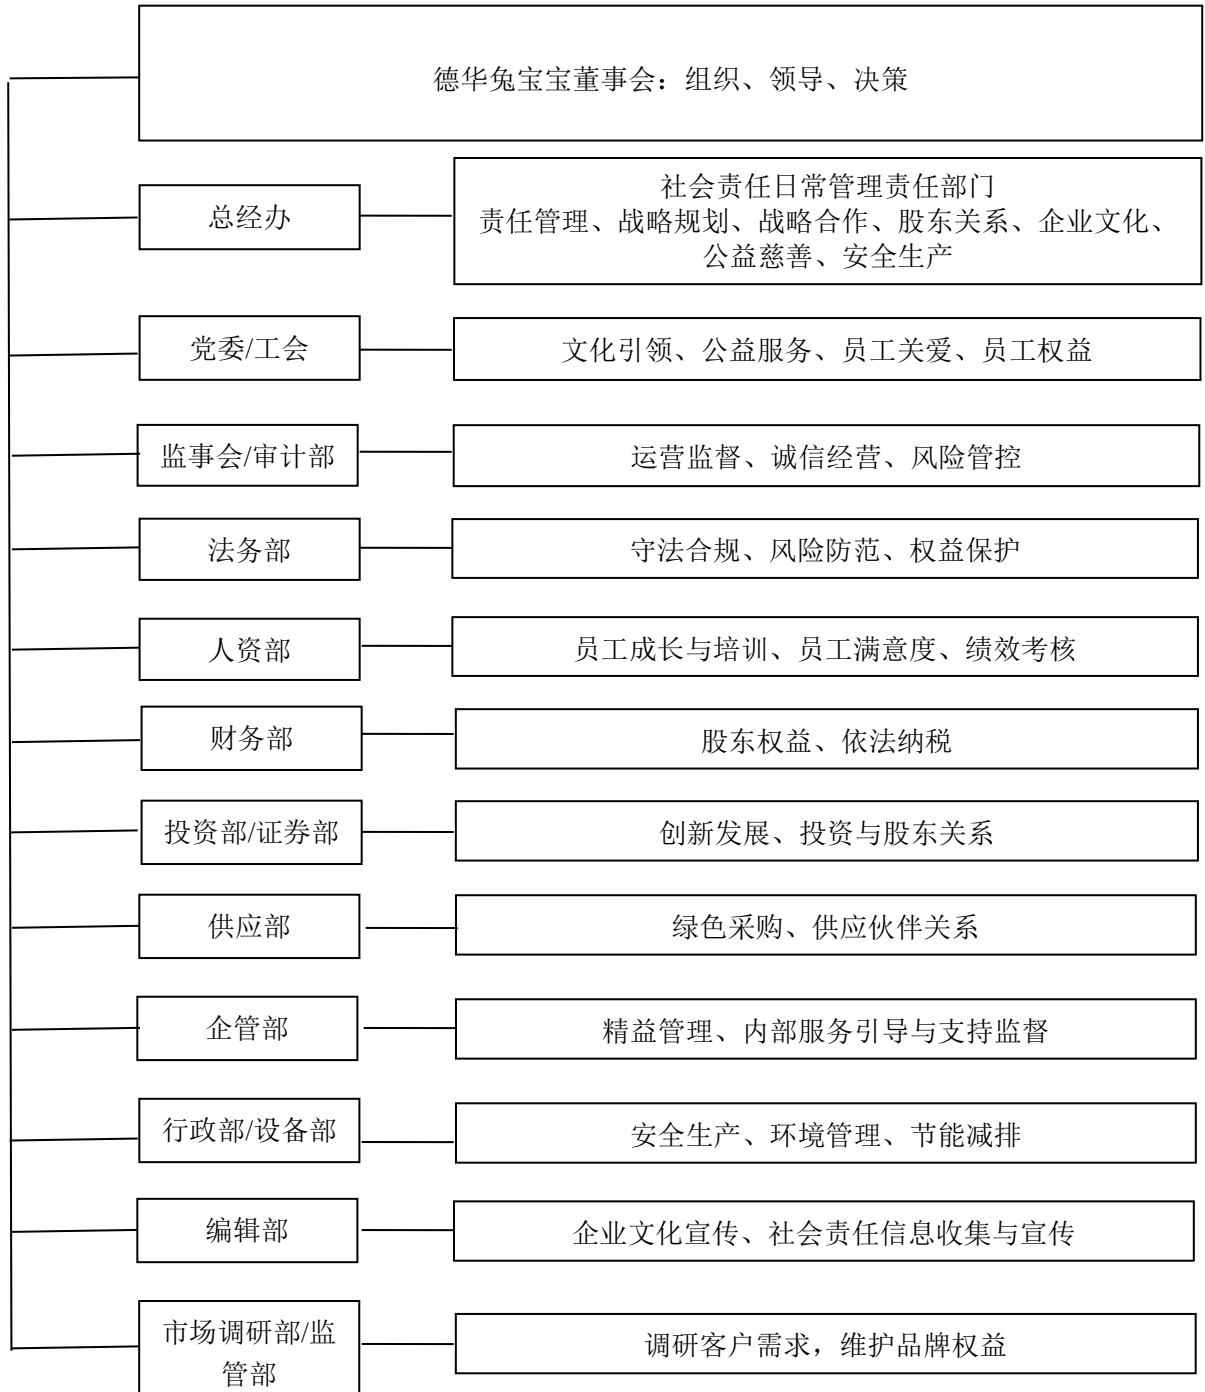 德华兔宝宝董事会：组织、领导、决策
总经办
社会责任日常管理责任部门
责任管理、战略规划、战略合作、股东关系、企业文化、
公益慈善、安全生产
党委/工会
文化引领、公益服务、员工关爱、员工权益
监事会/审计部
运营监督、诚信经营、风险管控
法务部
守法合规、风险防范、权益保护
人资部
员工成长与培训、员工满意度、绩效考核
财务部
股东权益、依法纳税
投资部/证券部
创新发展、投资与股东关系
供应部
绿色采购、供应伙伴关系
企管部
精益管理、内部服务引导与支持监督
行政部/设备部
安全生产、环境管理、节能减排
编辑部
企业文化宣传、社会责任信息收集与宣传
市场调研部/监
管部
调研客户需求，维护品牌权益